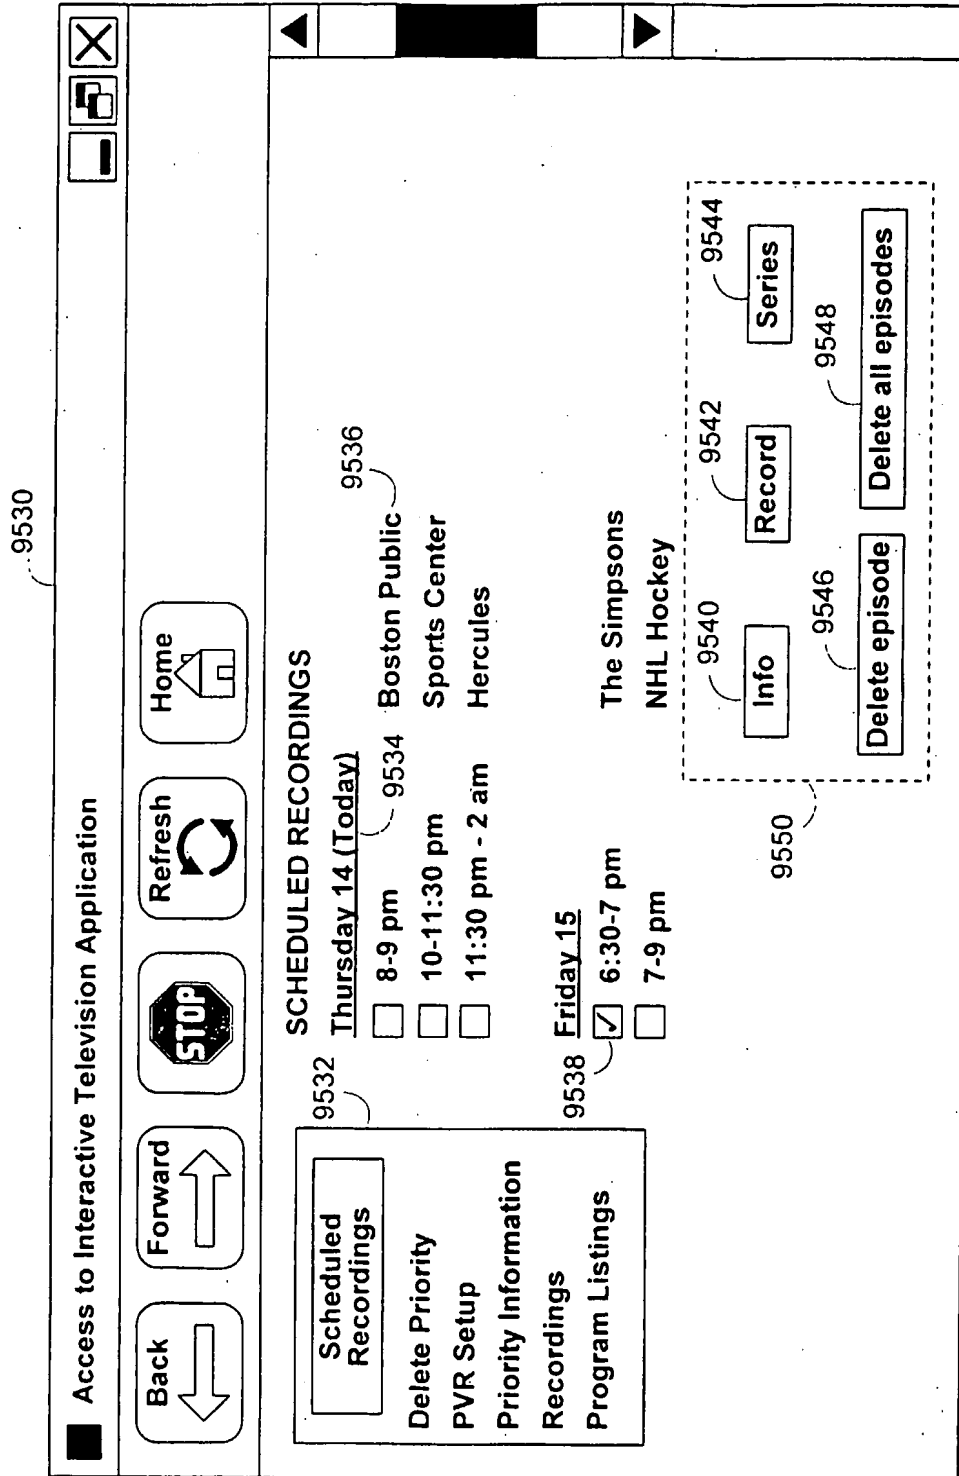 9530
Access to Interactive Television Application
Back
Forward
STOP
Refresh
Home
9532
Scheduled
Recordings
Delete Priority
PVR Setup
Priority Information
Recordings
Program Listings
SCHEDULED RECORDINGS
Thursday 14 (Today)
9534
9536
8-9 pm Boston Public
10-11:30 pm Sports Center
11:30 pm - 2 am Hercules
Friday 15
9538
6:30-7 pm The Simpsons
7-9 pm NHL Hockey
9540
9542
9544
Info
Record
Series
9546
9548
Delete episode
Delete all episodes
9550